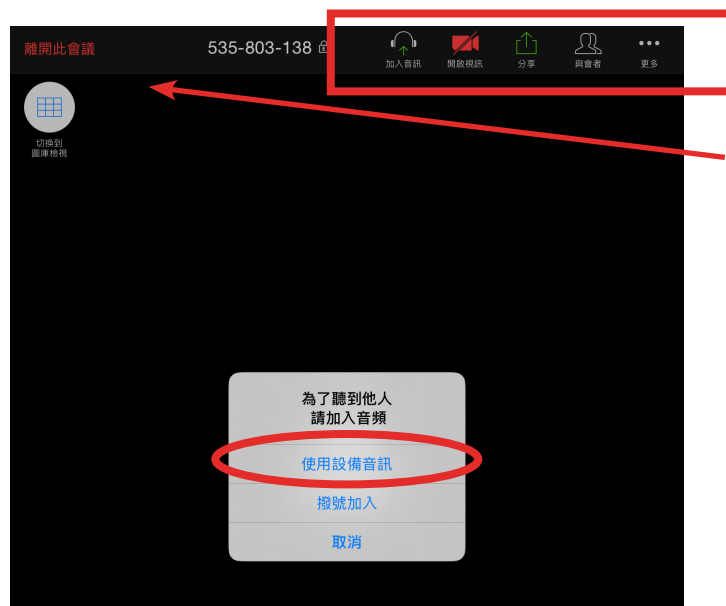 離開此會議
535-803-138
加入音訊
開啟視訊
分享
與會者
更多
切換到
圖庫檢視
為了聽到他人
請加入音頻
使用設備音訊
撥號加入
取消